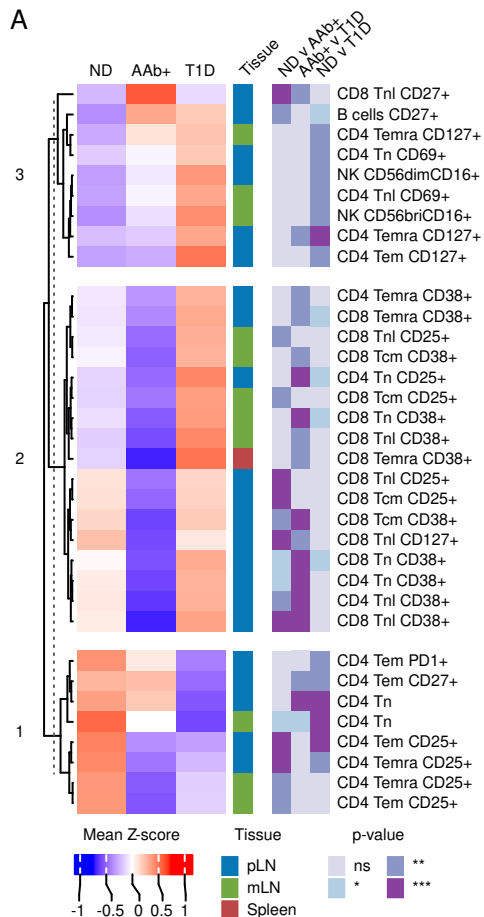 A
ND AAb+ T1D Tissue ND v AAb+ AAb+ v T1D ND v T1D
3
CD8 Tnl CD27+
B cells CD27+
CD4 Temra CD127+
CD4 Tn CD69+
NK CD56dimCD16+
CD4 Tnl CD69+
NK CD56briCD16+
CD4 Temra CD127+
CD4 Tem CD127+
2
CD4 Temra CD38+
CD8 Temra CD38+
CD8 Tnl CD25+
CD8 Tcm CD38+
CD4 Tn CD25+
CD8 Tcm CD25+
CD8 Tn CD38+
CD8 Tnl CD38+
CD8 Temra CD38+
CD8 Tnl CD25+
CD8 Tcm CD25+
CD8 Tcm CD38+
CD8 Tnl CD127+
CD8 Tn CD38+
CD4 Tn CD38+
CD4 Tnl CD38+
CD8 Tnl CD38+
1
CD4 Tem PD1+
CD4 Tem CD27+
CD4 Tn
CD4 Tn
CD4 Tem CD25+
CD4 Temra CD25+
CD4 Temra CD25+
CD4 Tem CD25+
Mean Z-score
-1 -0.5 0 0.5 1
Tissue
pLN
mLN
Spleen
p-value
ns **
* ***